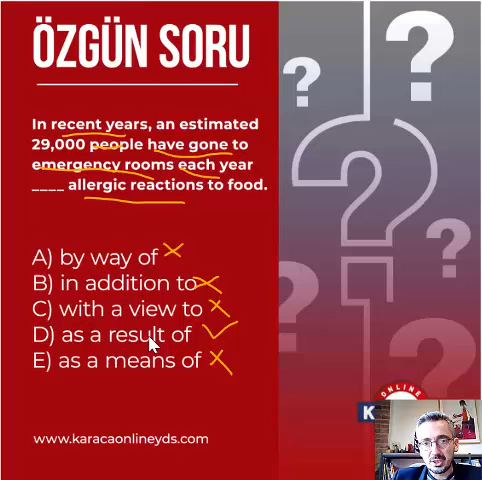 ÖZGÜN SORU
In recent years, an estimated
29,000 people have gone to
emergency rooms each year
____ allergic reactions to food.
A) by way of
B) in addition to
C) with a view to
D) as a result of
E) as a means of
ONLINE
K
www.karacaonlineyds.com